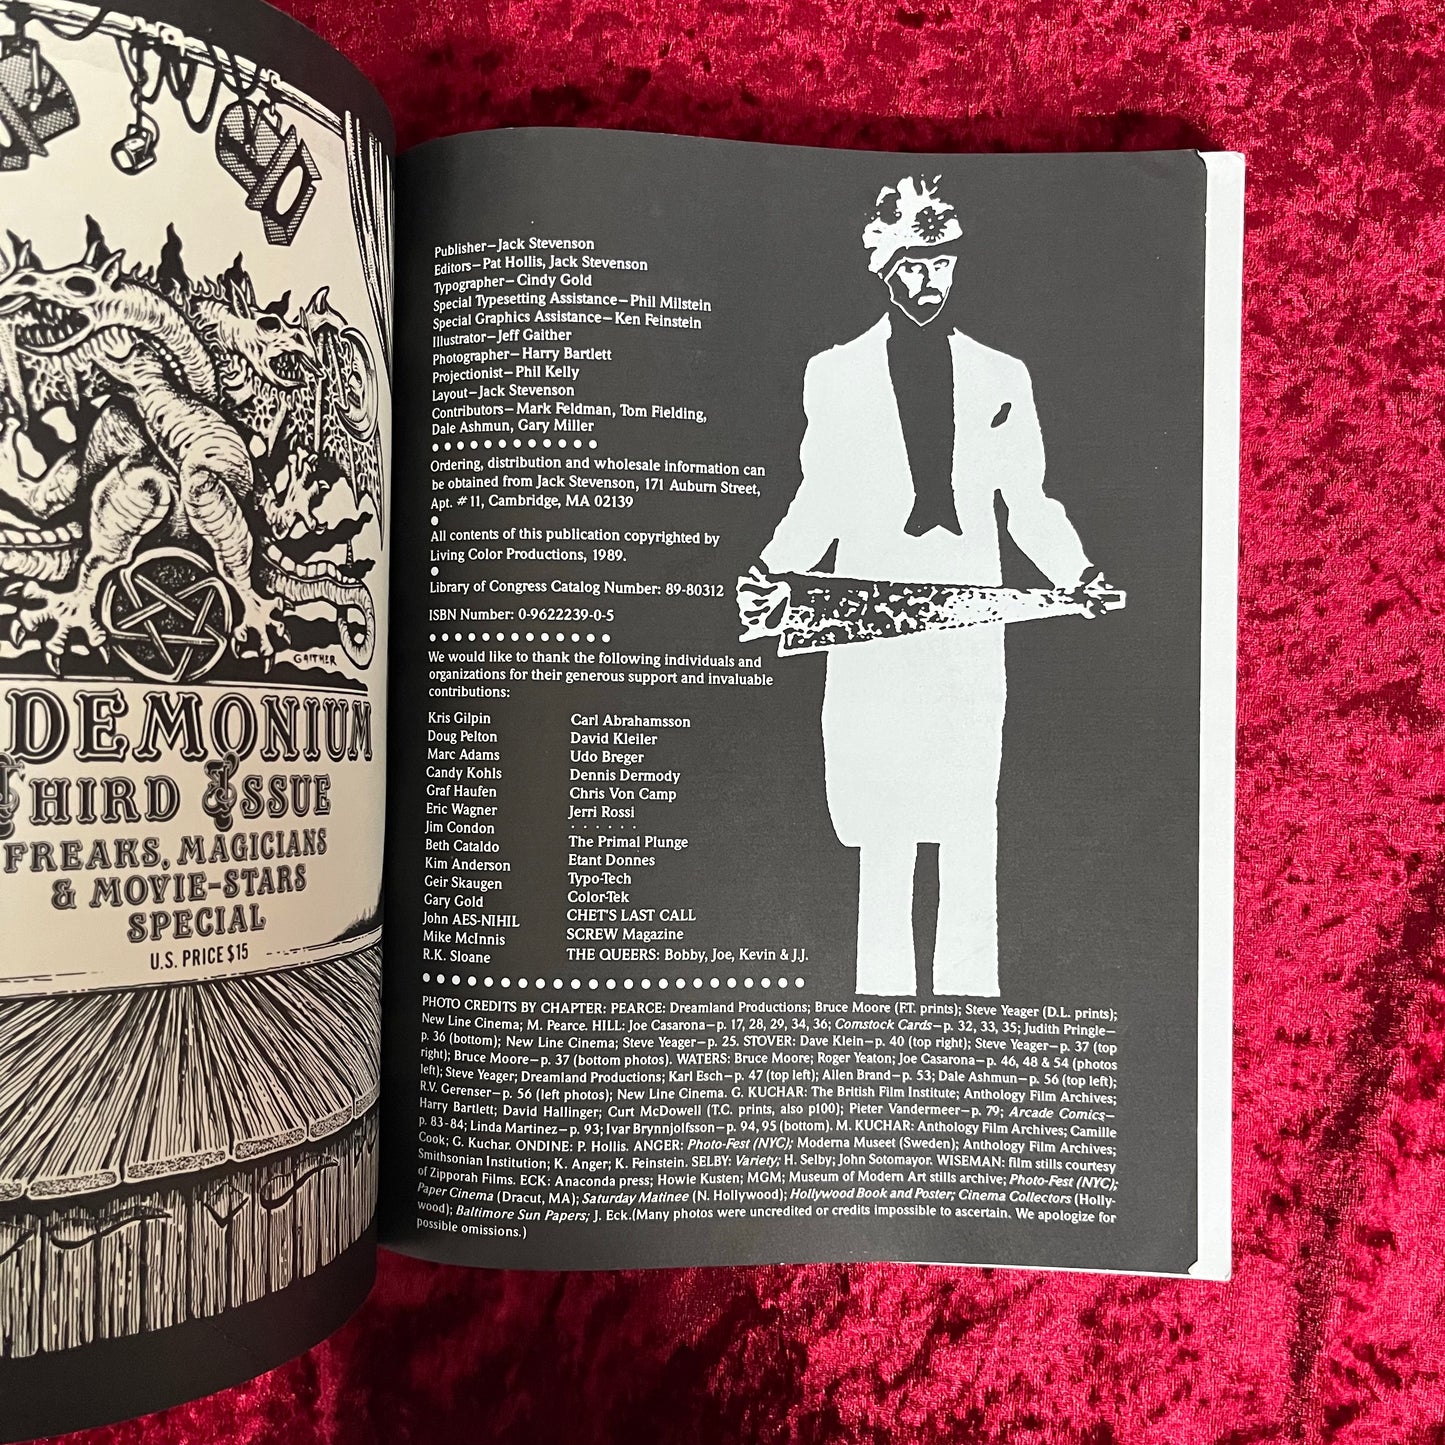 GAITHER
DEMONIUM
THIRD ISSUE
FREAKS, MAGICIANS
& MOVIE-STARS
SPECIAL
U.S. PRICE $15
Publisher—Jack Stevenson
Editors—Pat Hollis, Jack Stevenson
Typographer—Cindy Gold
Special Typesetting Assistance—Phil Milstein
Special Graphics Assistance—Ken Feinstein
Illustrator—Jeff Gaither
Photographer—Harry Bartlett
Projectionist—Phil Kelly
Layout—Jack Stevenson
Contributors—Mark Feldman, Tom Fielding,
Dale Ashmun, Gary Miller
Ordering, distribution and wholesale information can
be obtained from Jack Stevenson, 171 Auburn Street,
Apt. #11, Cambridge, MA 02139
All contents of this publication copyrighted by
Living Color Productions, 1989.
Library of Congress Catalog Number: 89-80312
ISBN Number: 0-9622239-0-5
We would like to thank the following individuals and
organizations for their generous support and invaluable
contributions:
Kris Gilpin
Doug Pelton
Marc Adams
Candy Kohls
Graf Haufen
Eric Wagner
Jim Condon
Beth Cataldo
Kim Anderson
Geir Skaugen
Gary Gold
John AES-NIHIL
Mike McInnis
R.K. Sloane
Carl Abrahamsson
David Kleiler
Udo Breger
Dennis Dermody
Chris Von Camp
Jerri Rossi
......
The Primal Plunge
Etant Donnes
Typo-Tech
Color-Tek
CHET'S LAST CALL
SCREW Magazine
THE QUEERS: Bobby, Joe, Kevin & J.J.
PHOTO CREDITS BY CHAPTER: PEARCE: Dreamland Productions; Bruce Moore (F.T. prints); Steve Yeager (D.L. prints);
New Line Cinema; M. Pearce. HILL: Joe Casarona—p. 17, 28, 29, 34, 36; Comstock Cards—p. 32, 33, 35; Judith Pringle—
p. 36 (bottom); New Line Cinema; Steve Yeager—p. 25. STOVER: Dave Klein—p. 40 (top right); Steve Yeager—p. 37 (top
right); Bruce Moore—p. 37 (bottom photos). WATERS: Bruce Moore; Roger Yeaton; Joe Casarona—p. 46, 48 & 54 (photos
left); Steve Yeager; Dreamland Productions; Karl Esch—p. 47 (top left); Allen Brand—p. 53; Dale Ashmun—p. 56 (top left);
R.V. Gerenser—p. 56 (left photos); New Line Cinema. G. KUCHAR: The British Film Institute; Anthology Film Archives;
Harry Bartlett; David Hallinger; Curt McDowell (T.C. prints, also p100); Pieter Vandermeer—p. 79; Arcade Comics—
p. 83-84; Linda Martinez—p. 93; Ivar Brynnjolfsson—p. 94, 95 (bottom). M. KUCHAR: Anthology Film Archives; Camille
Cook; G. Kuchar. ONDINE: P. Hollis. ANGER: Photo-Fest (NYC); Moderna Museet (Sweden); Anthology Film Archives;
Smithsonian Institution; K. Anger; K. Feinstein. SELBY: Variety; H. Selby; John Sotomayor. WISEMAN: film stills courtesy
of Zipporah Films. ECK: Anaconda press; Howie Kusten; MGM; Museum of Modern Art stills archive; Photo-Fest (NYC);
Paper Cinema (Dracut, MA); Saturday Matinee (N. Hollywood); Hollywood Book and Poster; Cinema Collectors (Holly-
wood); Baltimore Sun Papers; J. Eck.(Many photos were uncredited or credits impossible to ascertain. We apologize for
possible omissions.)